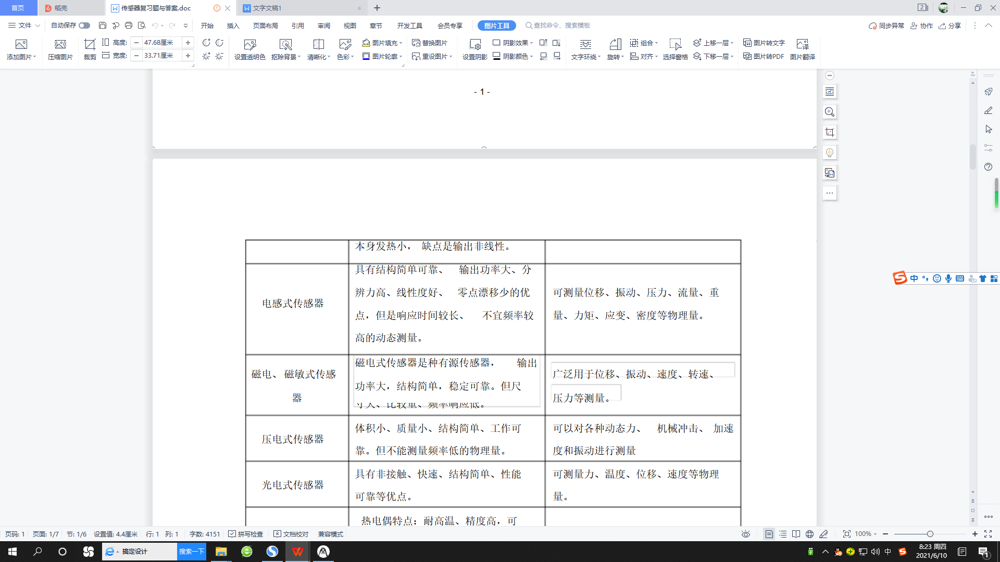 首页
稻壳
传感器复习题与答案.doc
文字文稿1
2
文件
自动保存
开始 插入 页面布局 引用 审阅 视图 章节 开发工具 会员专享 图片工具
查找命令、搜索模板
同步异常 协作 分享
添加图片
压缩图片
裁剪
高度: 47.68厘米
宽度: 33.71厘米
设置透明色
抠除背景
清晰化
色彩
图片填充
图片轮廓
替换图片
重设图片
设置阴影
阴影效果
阴影颜色
文字环绕
旋转
组合
对齐
选择窗格
上移一层
下移一层
图片转文字
图片转PDF
图片翻译
- 1 -
本身发热小， 缺点是输出非线性。
电感式传感器
具有结构简单可靠、 输出功率大、分
辨力高、线性度好、 零点漂移少的优
点，但是响应时间较长、 不宜频率较
高的动态测量。
可测量位移、振动、压力、流量、重
量、力矩、应变、密度等物理量。
磁电、 磁敏式传感
器
磁电式传感器是种有源传感器， 输出
功率大，结构简单，稳定可靠。但尺
寸大、比较重、频率响应低。
广泛用于位移、振动、速度、转速、
压力等测量。
压电式传感器
体积小、质量小、结构简单、工作可
靠。但不能测量频率低的物理量。
可以对各种动态力、 机械冲击、 加速
度和振动进行测量
光电式传感器
具有非接触、快速、结构简单、性能
可靠等优点。
可测量力、温度、位移、速度等物理
量。
热电偶特点：耐高温、精度高，可
中
页码: 1 页面: 1/7 节: 1/6 设置值: 4.4厘米 行: 1 列: 1 字数: 4151 拼写检查 文档校对 兼容模式
100%
搞定设计
搜索一下
中
8:23 周四
2021/6/10
1